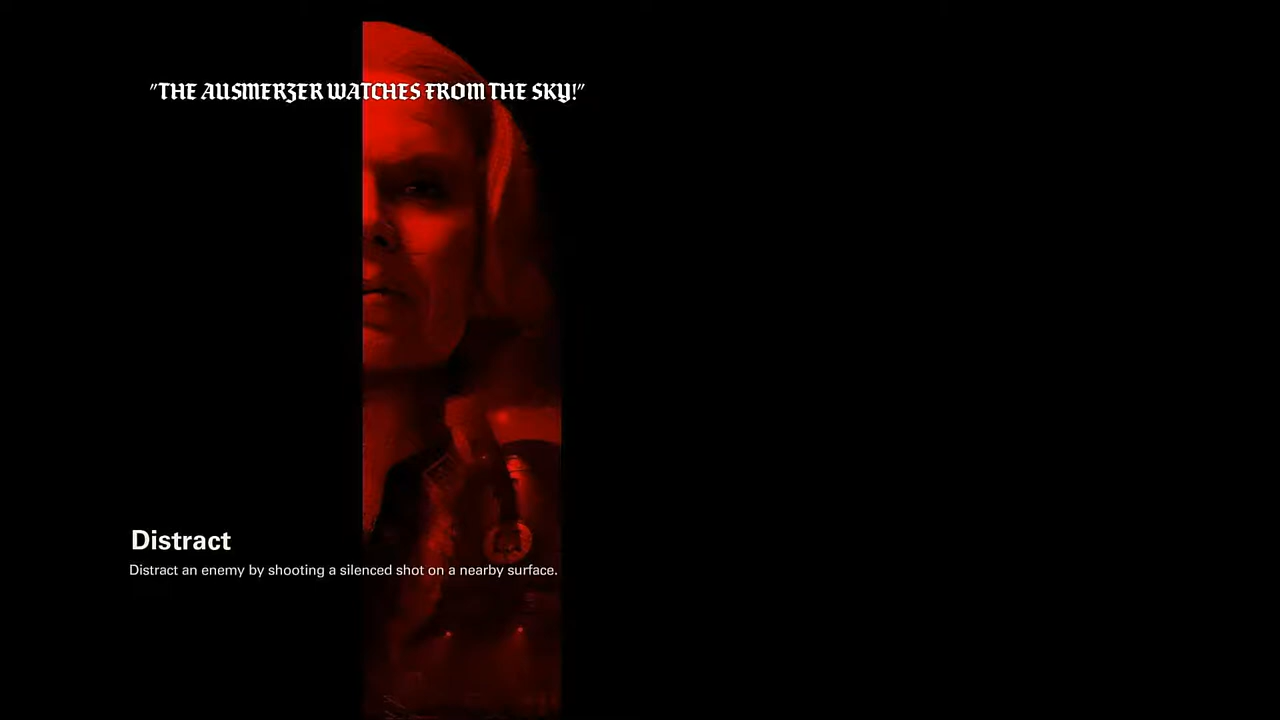 "THE AUSMERZER WATCHES FROM THE SKY!"
Distract
Distract an enemy by shooting a silenced shot on a nearby surface.